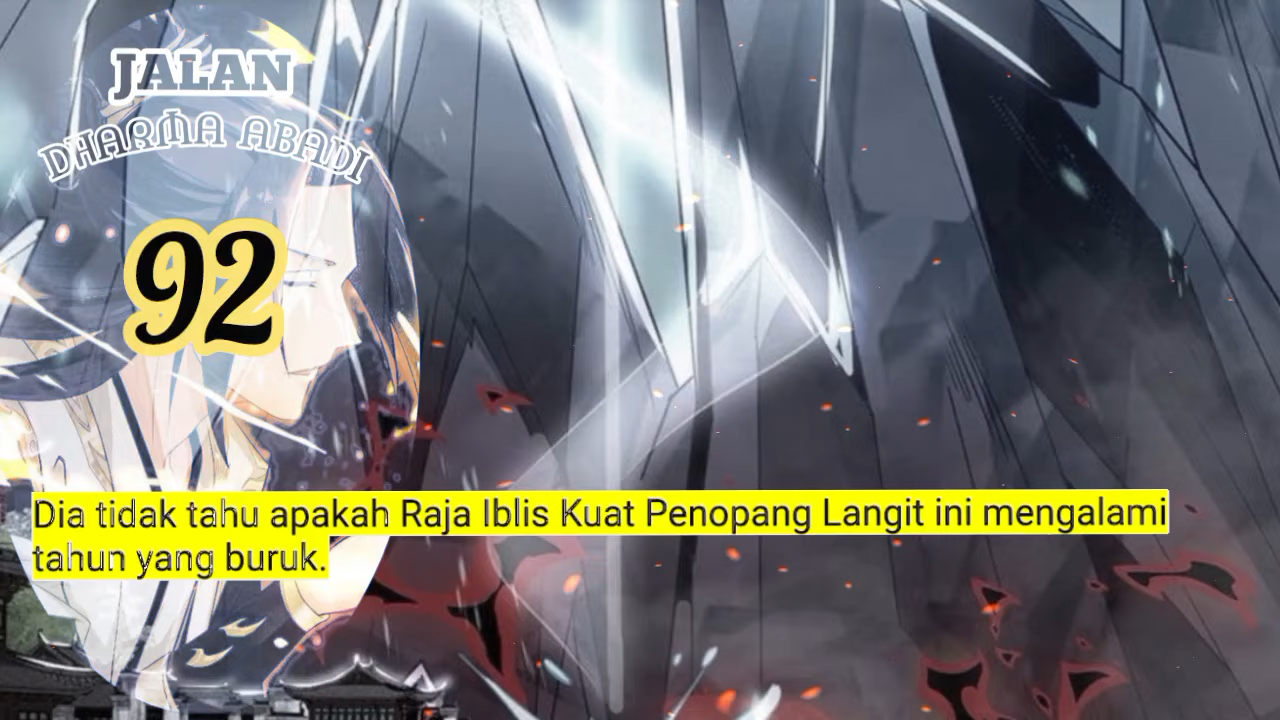 JALAN
DHARMA ABADI
92
Dia tidak tahu apakah Raja Iblis Kuat Penopang Langit ini mengalami
tahun yang buruk.